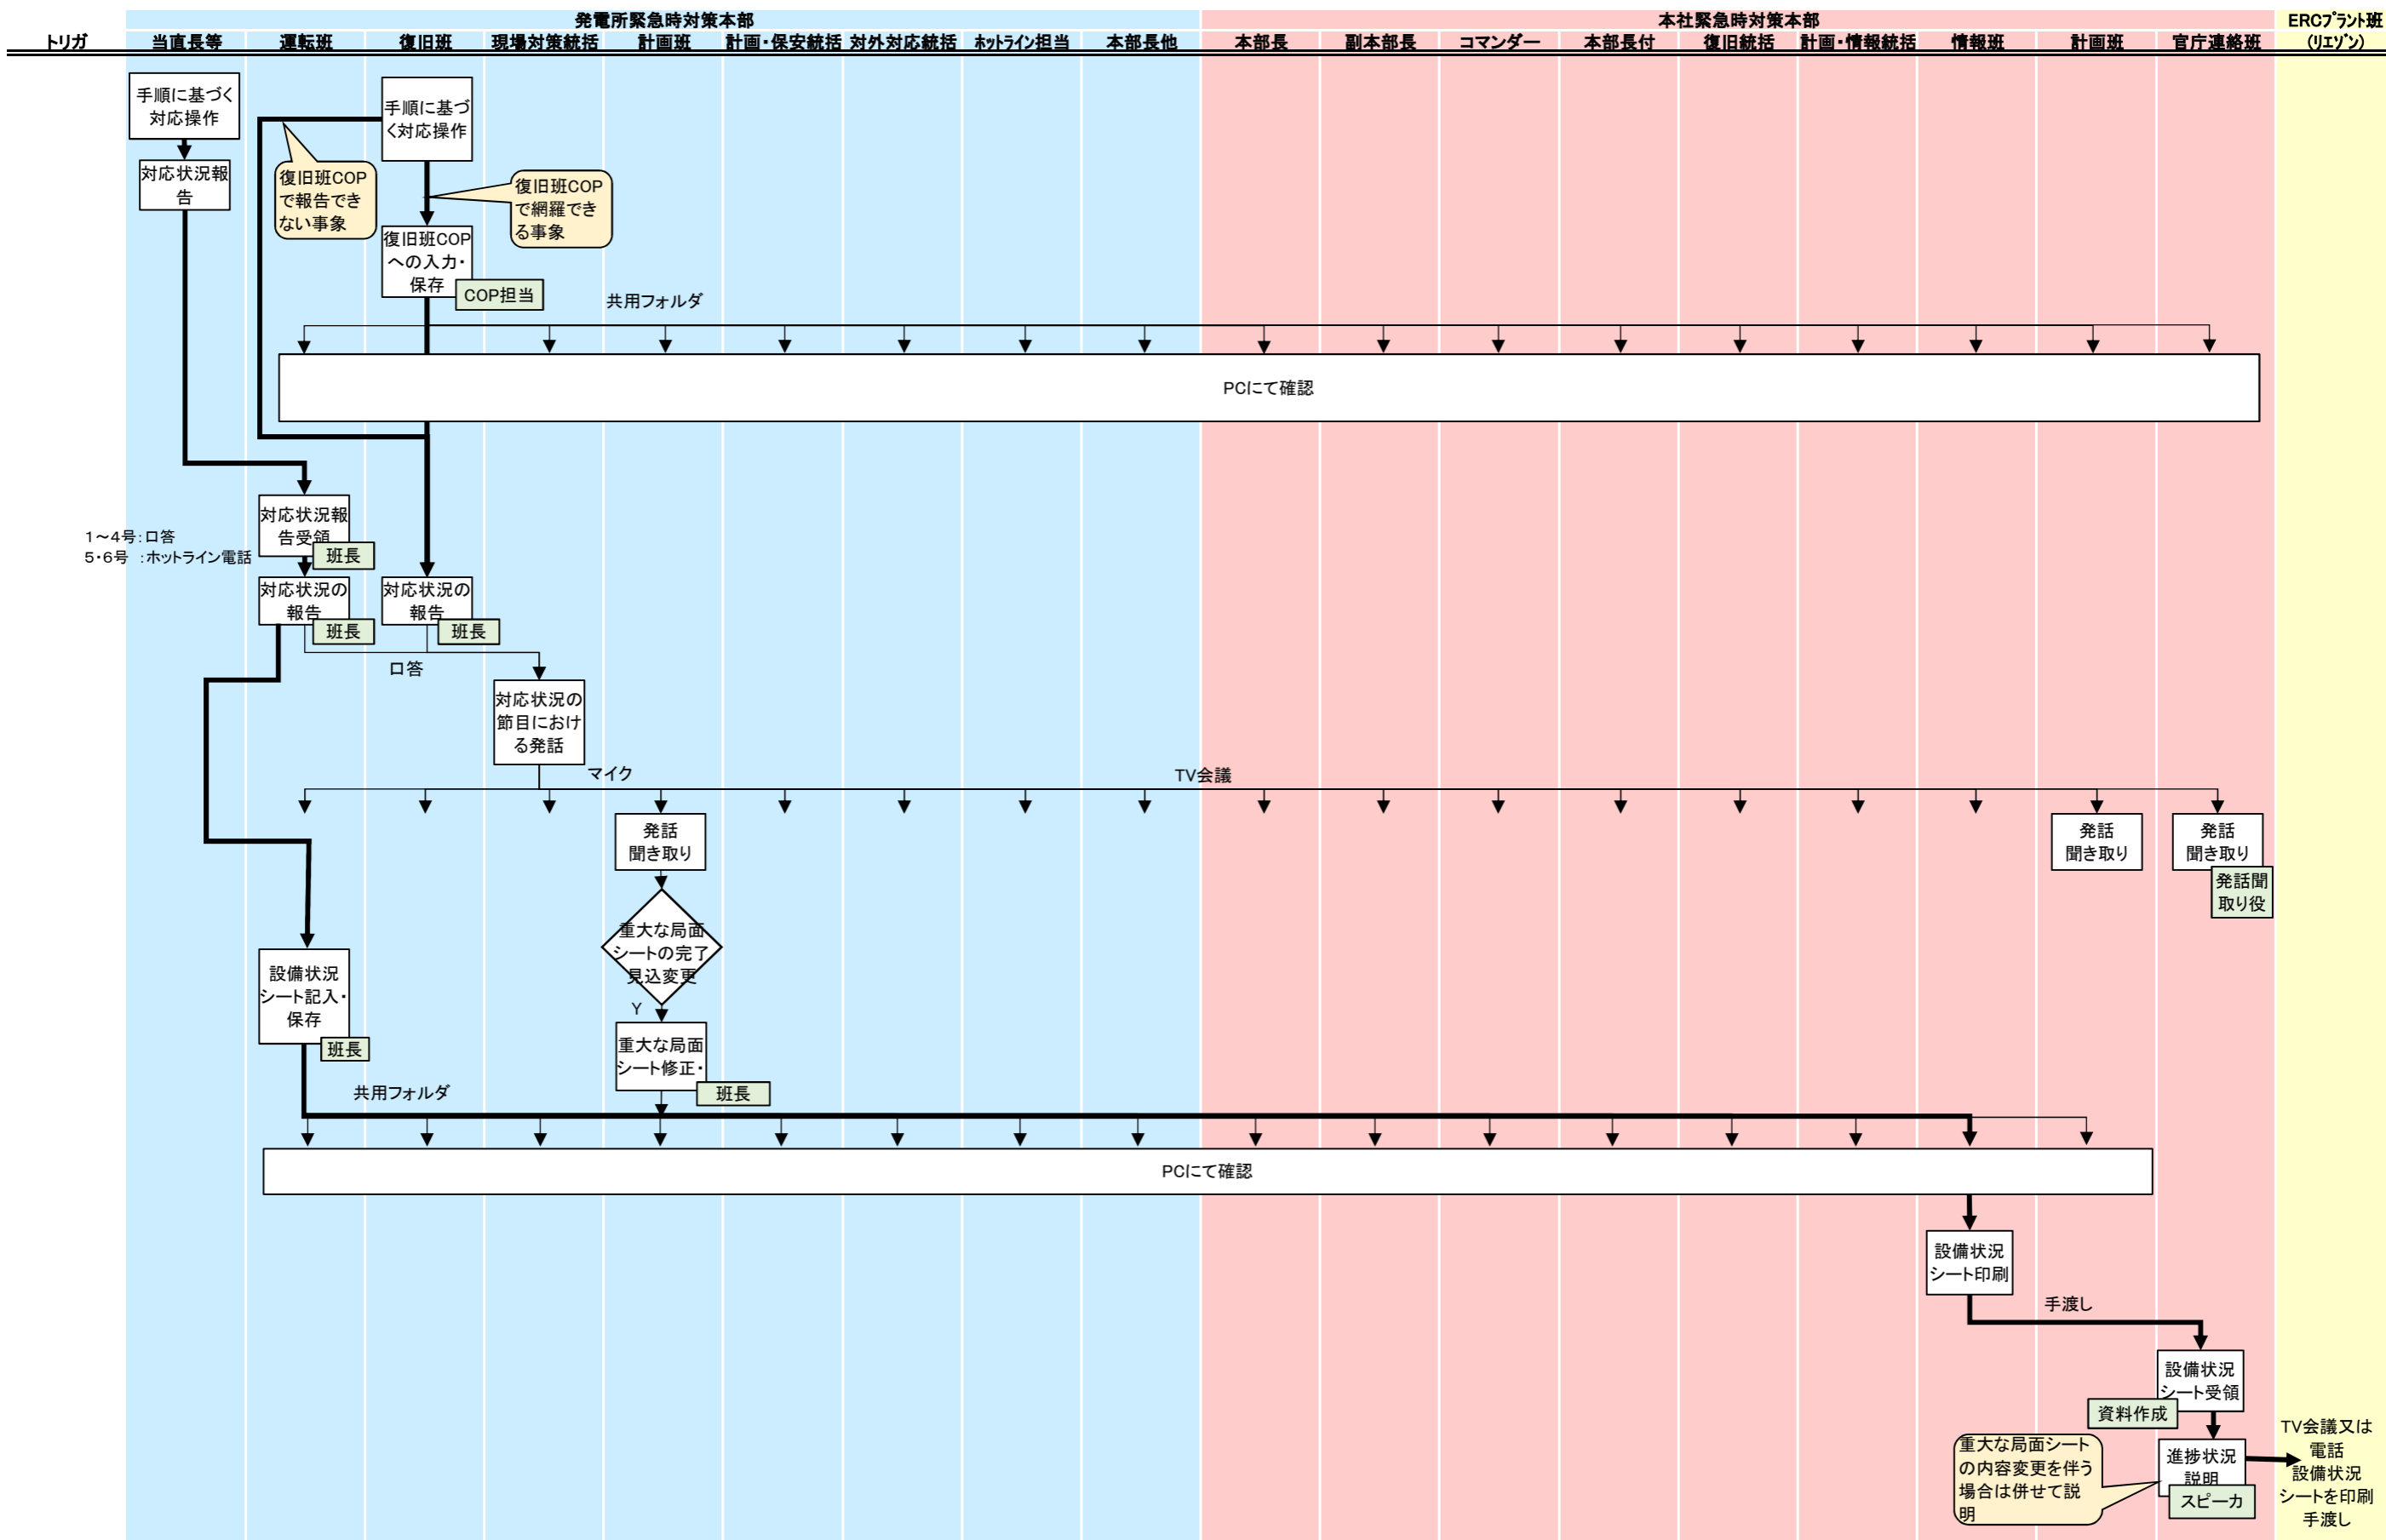 発電所緊急時対策本部
本社緊急時対策本部
ERCプラント班
(リエゾン)
トリガ
当直長等
運転班
復旧班
現場対策統括
計画班
計画・保安統括
対外対応統括
ホットライン担当
本部長他
本部長
副本部長
コマンダー
本部長付
復旧統括
計画・情報統括
情報班
計画班
官庁連絡班
手順に基づく
対応操作
手順に基づ
く対応操作
対応状況報
告
復旧班COP
で報告でき
ない事象
復旧班COP
で網羅でき
る事象
復旧班COP
への入力・
保存
COP担当
共用フォルダ
PCにて確認
対応状況報
告受領
班長
1~4号:口答
5・6号 :ホットライン電話
対応状況の
報告
班長
対応状況の
報告
班長
口答
対応状況の
節目におけ
る発話
マイク
TV会議
発話
聞き取り
発話
聞き取り
発話
聞き取り
発話聞
取り役
重大な局面
シートの完了
見込変更
設備状況
シート記入・
保存
班長
Y
重大な局面
シート修正・
班長
共用フォルダ
PCにて確認
設備状況
シート印刷
手渡し
設備状況
シート受領
資料作成
重大な局面シート
の内容変更を伴う
場合は併せて説
明
進捗状況
説明
スピーカ
TV会議又は
電話
設備状況
シートを印刷
手渡し